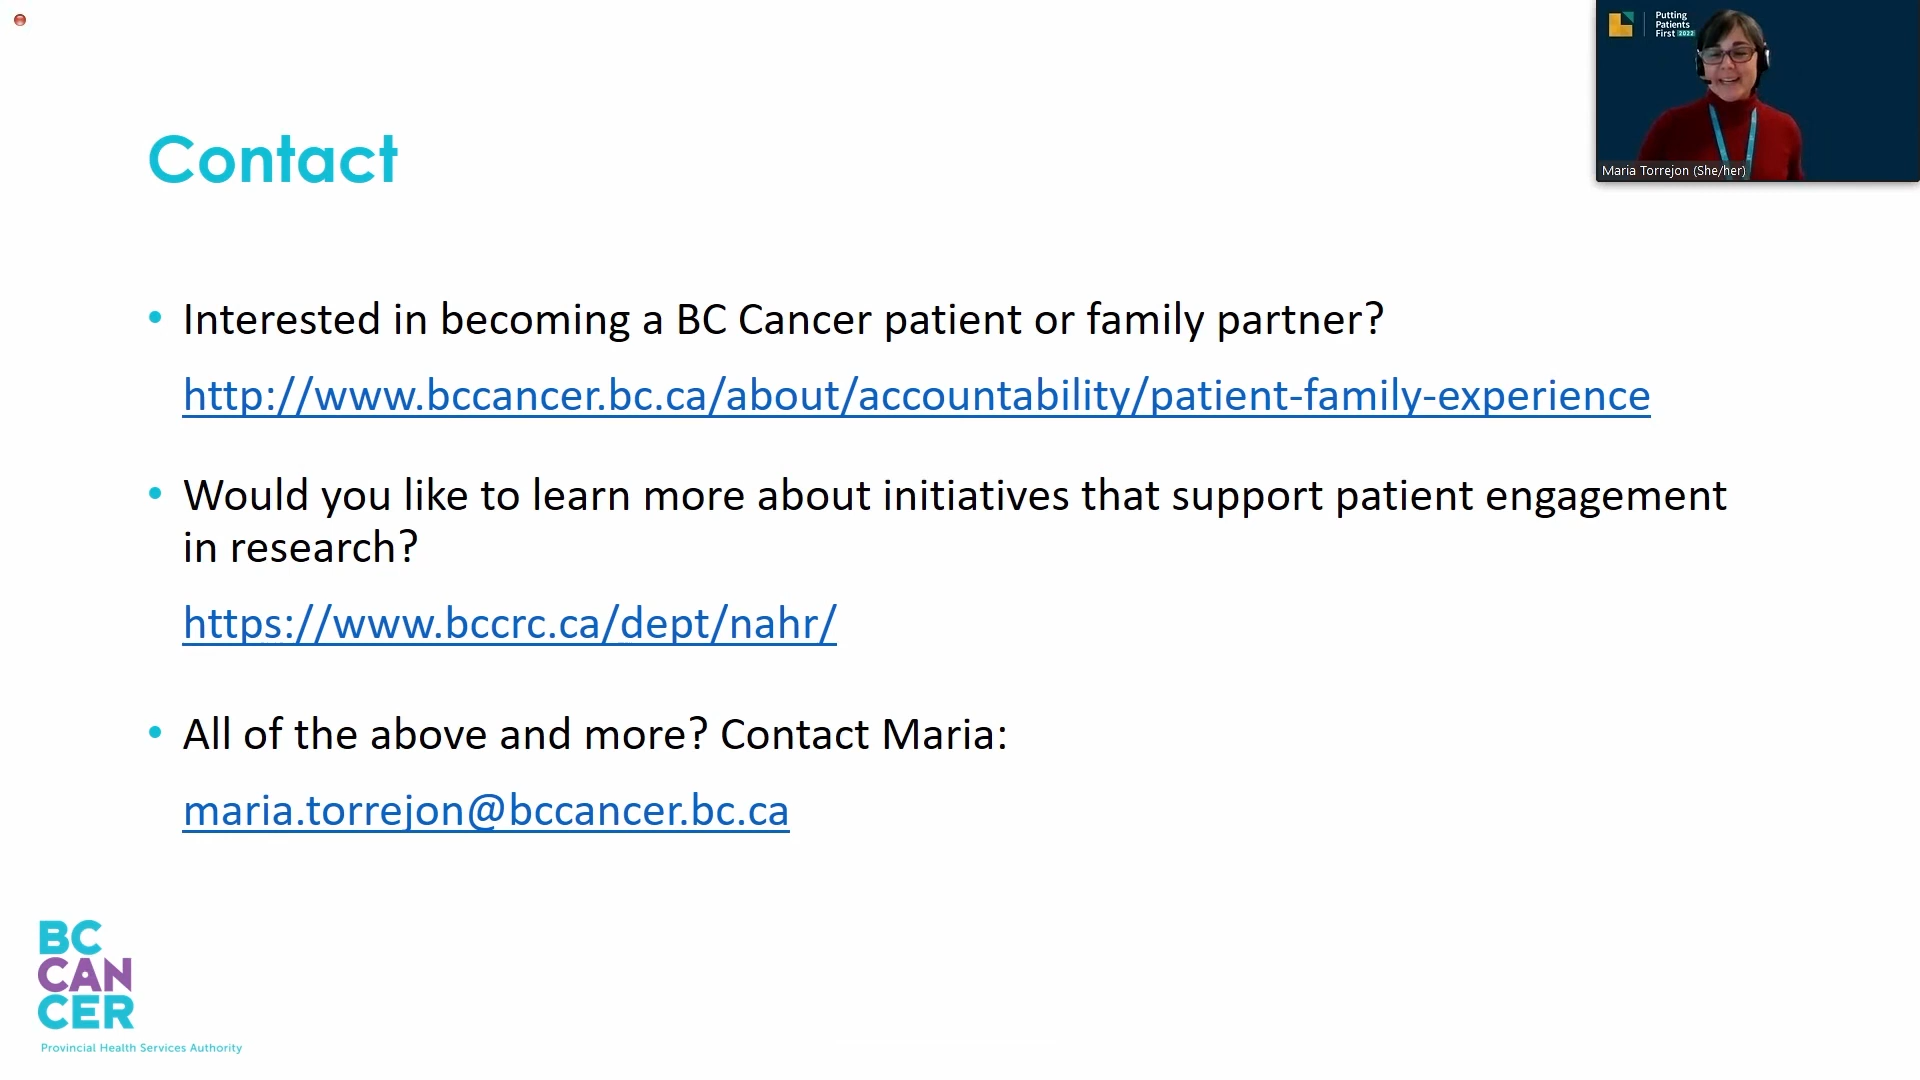 Putting
Patients
First 2022
Maria Torrejon (She/her)
Contact
• Interested in becoming a BC Cancer patient or family partner?
http://www.bccancer.bc.ca/about/accountability/patient-family-experience
• Would you like to learn more about initiatives that support patient engagement
in research?
https://www.bccrc.ca/dept/nahr/
• All of the above and more? Contact Maria:
maria.torrejon@bccancer.bc.ca
BC
CAN
CER
Provincial Health Services Authority